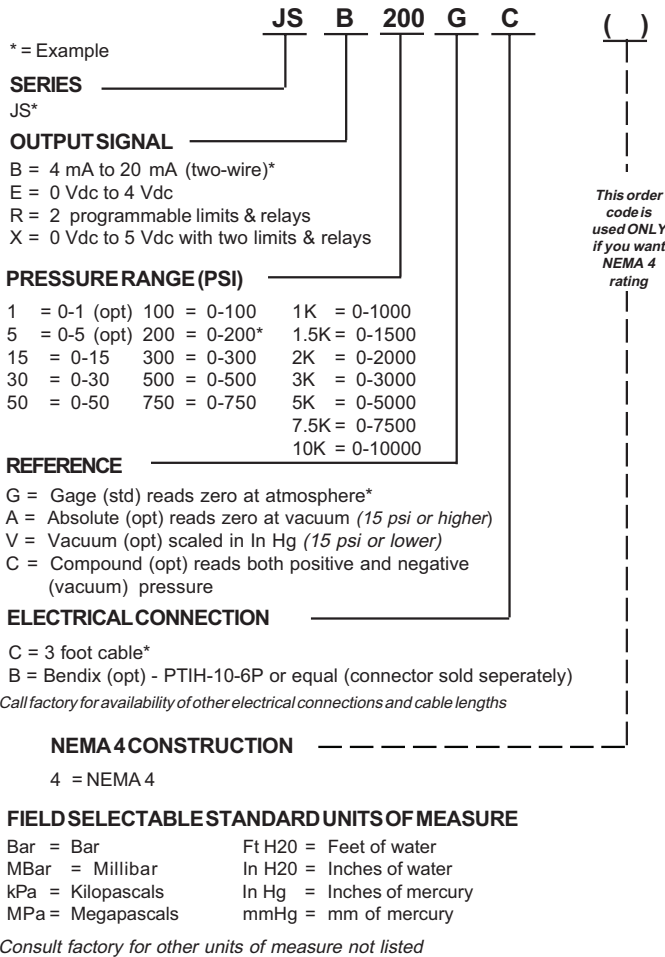 JS B 200 G C ( )
* = Example
SERIES
JS*
OUTPUT SIGNAL
B = 4 mA to 20 mA (two-wire)*
E = 0 Vdc to 4 Vdc
R = 2 programmable limits & relays
X = 0 Vdc to 5 Vdc with two limits & relays
This order
code is
used ONLY
if you want
NEMA 4
rating
PRESSURE RANGE (PSI)
1 = 0-1 (opt) 100 = 0-100 1K = 0-1000
5 = 0-5 (opt) 200 = 0-200* 1.5K = 0-1500
15 = 0-15 300 = 0-300 2K = 0-2000
30 = 0-30 500 = 0-500 3K = 0-3000
50 = 0-50 750 = 0-750 5K = 0-5000
7.5K = 0-7500
10K = 0-10000
REFERENCE
G = Gage (std) reads zero at atmosphere*
A = Absolute (opt) reads zero at vacuum (15 psi or higher)
V = Vacuum (opt) scaled in In Hg (15 psi or lower)
C = Compound (opt) reads both positive and negative
(vacuum) pressure
ELECTRICAL CONNECTION
C = 3 foot cable*
B = Bendix (opt) - PTIH-10-6P or equal (connector sold seperately)
Call factory for availability of other electrical connections and cable lengths
NEMA 4 CONSTRUCTION
4 = NEMA 4
FIELD SELECTABLE STANDARD UNITS OF MEASURE
Bar = Bar Ft H20 = Feet of water
MBar = Millibar In H20 = Inches of water
kPa = Kilopascals In Hg = Inches of mercury
MPa = Megapascals mmHg = mm of mercury
Consult factory for other units of measure not listed